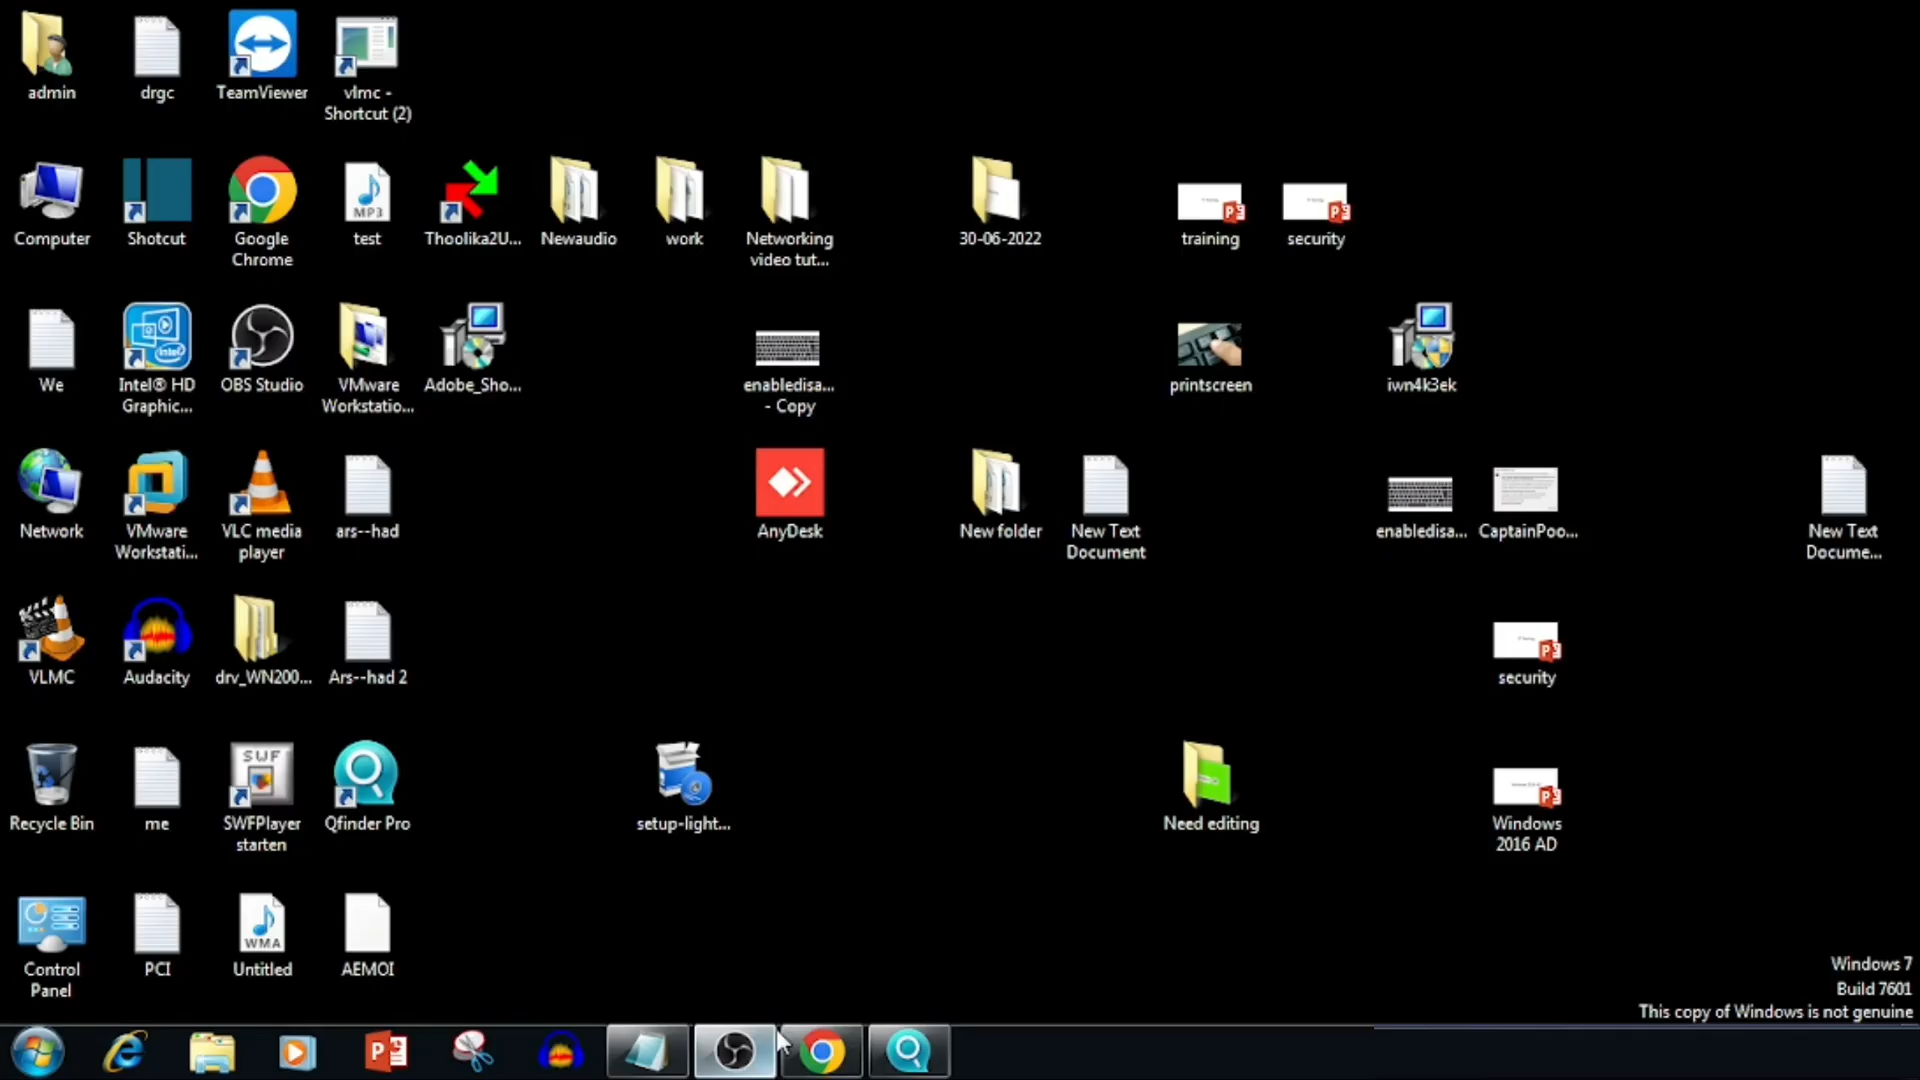 admin
drgc
TeamViewer
vlmc -
Shortcut (2)
Computer
Shotcut
Google
Chrome
MP3
test
Thoolika2U...
Newaudio
work
Networking
video tut...
30-06-2022
training
security
We
intel
Intel® HD
Graphic...
OBS Studio
VMware
Workstatio...
Adobe_Sho...
enabledisa...
- Copy
printscreen
iwn4k3ek
Network
VMware
Workstati...
VLC media
player
ars--had
AnyDesk
New folder
New Text
Document
enabledisa...
CaptainPoo...
New Text
Docume...
VLMC
Audacity
drv_WN200...
Ars--had 2
security
Recycle Bin
me
SWF
SWFPlayer
starten
Qfinder Pro
setup-light...
Need editing
Windows
2016 AD
Control
Panel
PCI
WMA
Untitled
AEMOI
Windows 7
Build 7601
This copy of Windows is not genuine